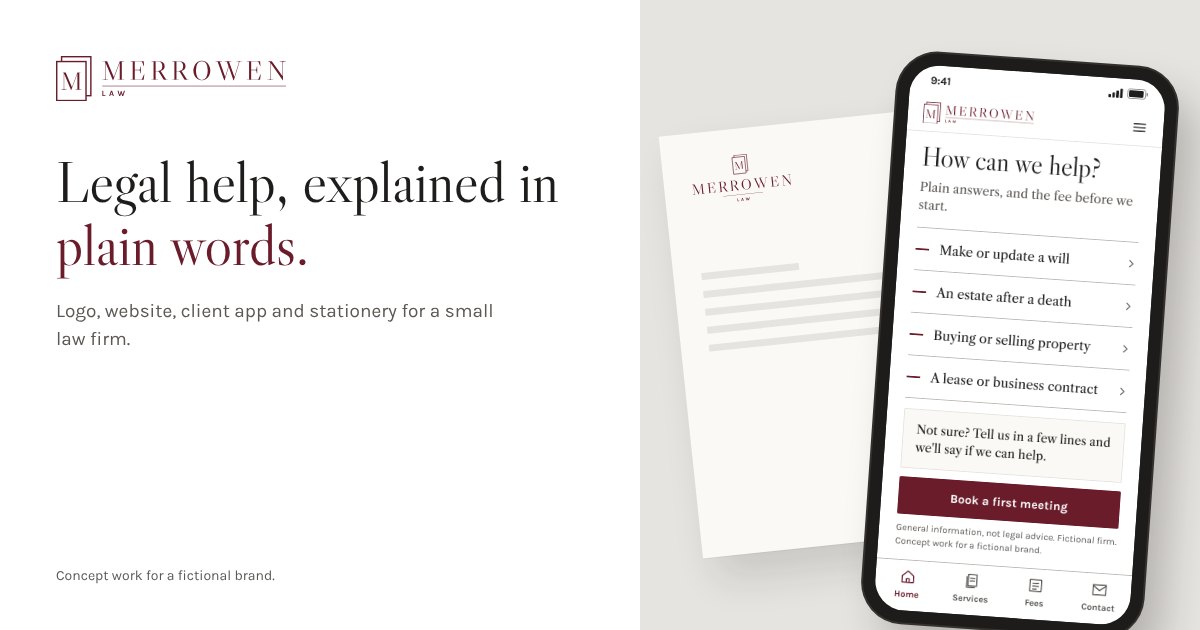 M MERROWEN
LAW
Legal help, explained in
plain words.
Logo, website, client app and stationery for a small
law firm.
Concept work for a fictional brand.
M
MERROWEN
LAW
9:41
M MERROWEN
LAW
How can we help?
Plain answers, and the fee before we
start.
Make or update a will
An estate after a death
Buying or selling property
A lease or business contract
Not sure? Tell us in a few lines and
we'll say if we can help.
Book a first meeting
General information, not legal advice. Fictional firm.
Concept work for a fictional brand.
Home
Services
Fees
Contact